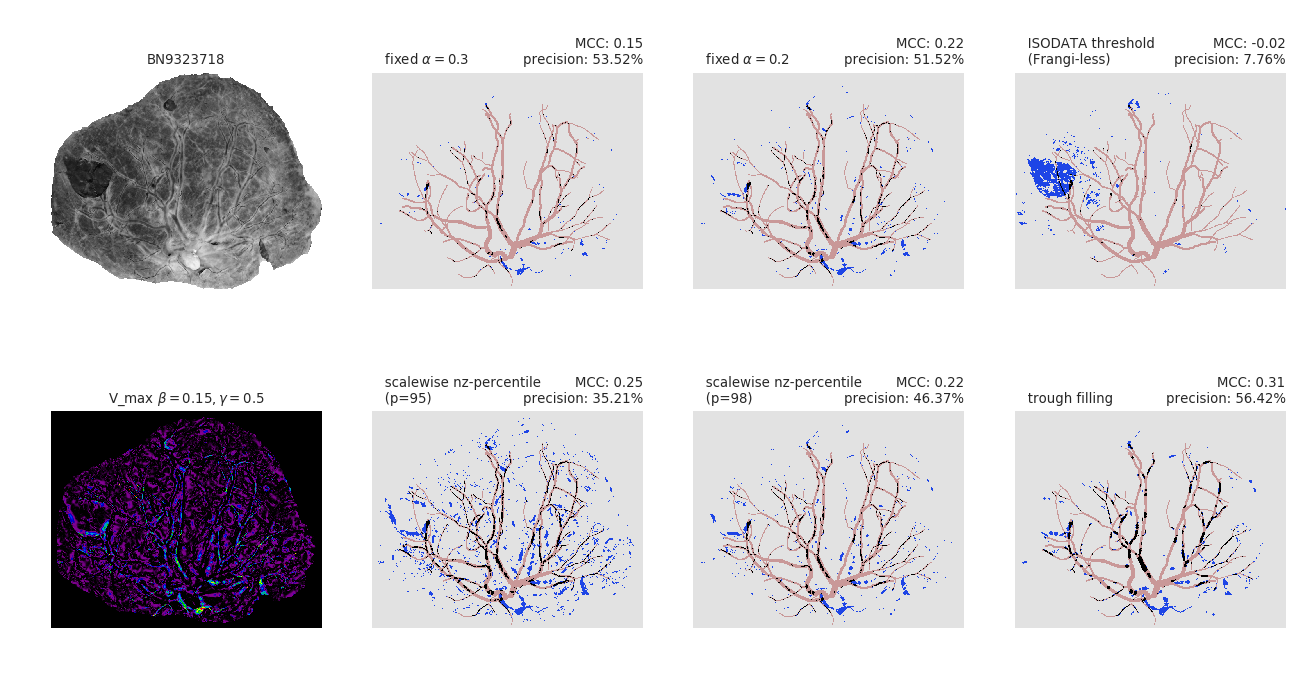 BN9323718
MCC: 0.15
fixed α = 0.3 precision: 53.52%
MCC: 0.22
fixed α = 0.2 precision: 51.52%
ISODATA threshold MCC: -0.02
(Frangi-less) precision: 7.76%
V_max β = 0.15, γ = 0.5
scalewise nz-percentile MCC: 0.25
(p=95) precision: 35.21%
scalewise nz-percentile MCC: 0.22
(p=98) precision: 46.37%
MCC: 0.31
trough filling precision: 56.42%